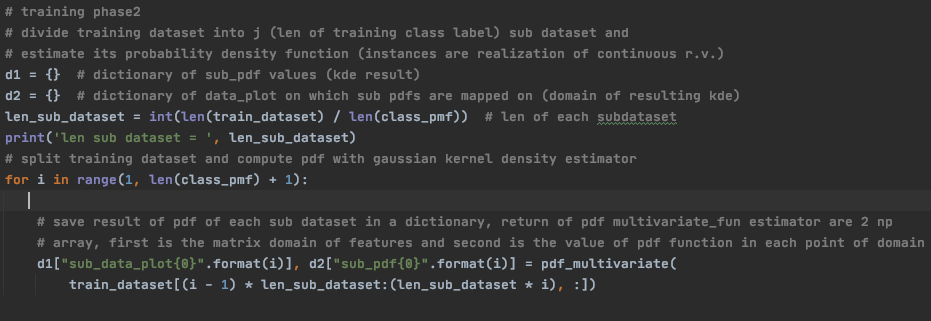 # training phase2
# divide training dataset into j (len of training class label) sub dataset and
# estimate its probability density function (instances are realization of continuous r.v.)
d1 = {}  # dictionary of sub_pdf values (kde result)
d2 = {}  # dictionary of data_plot on which sub pdfs are mapped on (domain of resulting kde)
len_sub_dataset = int(len(train_dataset) / len(class_pmf))  # len of each subdataset
print('len sub dataset = ', len_sub_dataset)
# split training dataset and compute pdf with gaussian kernel density estimator
for i in range(1, len(class_pmf) + 1):
    # save result of pdf of each sub dataset in a dictionary, return of pdf multivariate_fun estimator are 2 np
    # array, first is the matrix domain of features and second is the value of pdf function in each point of domain
    d1["sub_data_plot{0}".format(i)], d2["sub_pdf{0}".format(i)] = pdf_multivariate(
        train_dataset[(i - 1) * len_sub_dataset:(len_sub_dataset * i), :])